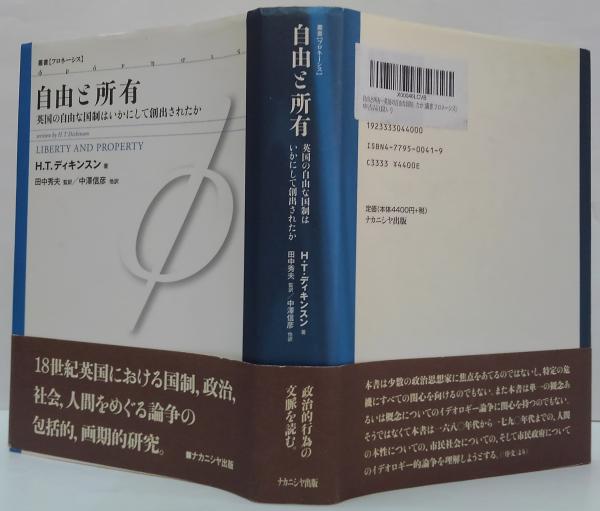 叢書[フロネーシス]
φρόνησις
自由と所有
英国の自由な国制はいかにして創出されたか
written by H.T.Dickinson
LIBERTY AND PROPERTY
H.T.ディキンスン 著
田中秀夫 監訳/中澤信彦 他訳
18世紀英国における国制,政治,
社会,人間をめぐる論争の
包括的,画期的研究。
■ナカニシヤ出版
叢書[フロネーシス]
自由と所有
英国の自由な国制は
いかにして創出されたか
H・T・ディキンスン 著
田中秀夫 監訳/中澤信彦 他訳
政治的行為の
文脈を読む。
ナカニシヤ出版
X00046LCVB
1923333044000
ISBN4-7795-0041-9
C3333 ¥4400E
定価(本体4400円+税)
ナカニシヤ出版
本書は少数の政治思想家に焦点をあてるのではないし、特定の危
機にすべての関心を向けるのでもない。また本書は単一の概念あ
るいは概念についてのイデオロギー論争に関心を持つのでもない。
そうではなくて本書は一六八〇年代から一七九〇年代までの、人間
の本性についての、市民社会についての、そして市民政府について
のイデオロギー的論争を理解しようとする。(「序文」より)